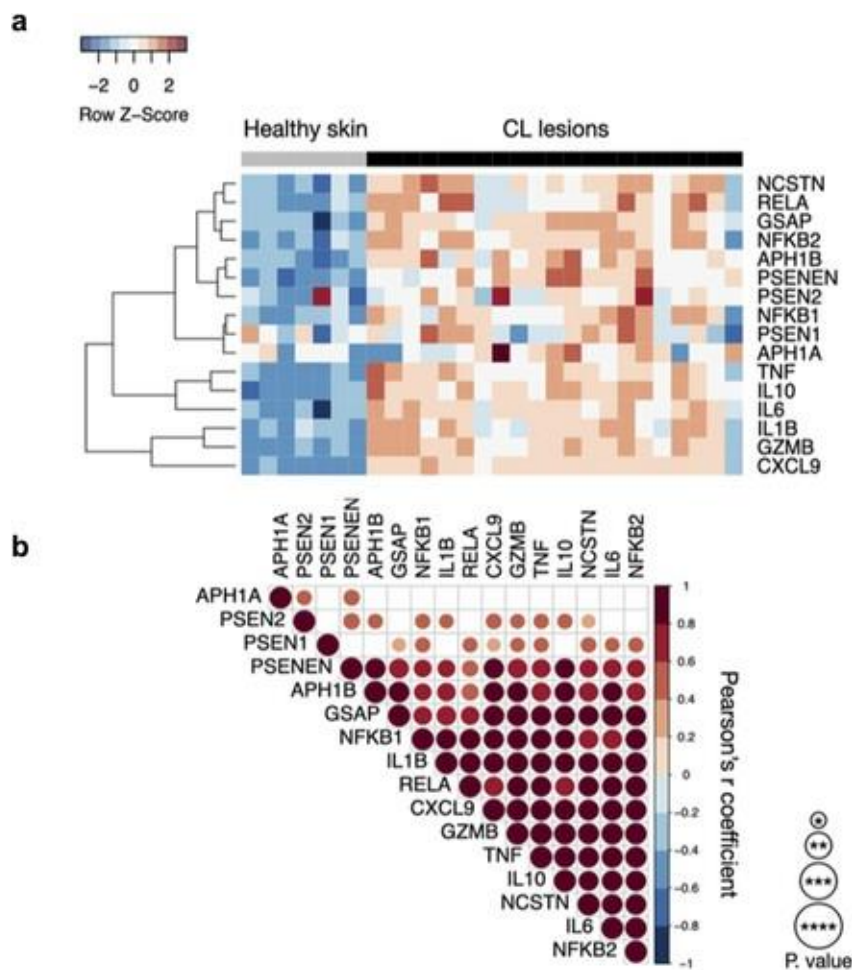 a
−2 0 2
Row Z-Score
Healthy skin CL lesions
NCSTN
RELA
GSAP
NFKB2
APH1B
PSENEN
PSEN2
NFKB1
PSEN1
APH1A
TNF
IL10
IL6
IL1B
GZMB
CXCL9
b
APH1A PSEN2 PSEN1 PSENEN APH1B GSAP NFKB1 IL1B RELA CXCL9 GZMB TNF IL10 NCSTN IL6 NFKB2
APH1A
PSEN2
PSEN1
PSENEN
APH1B
GSAP
NFKB1
IL1B
RELA
CXCL9
GZMB
TNF
IL10
NCSTN
IL6
NFKB2
1
0.8
0.6
0.4
0.2
0
−0.2
−0.4
−0.6
−0.8
−1
Pearson's r coefficient
*
**
***
****
P. value